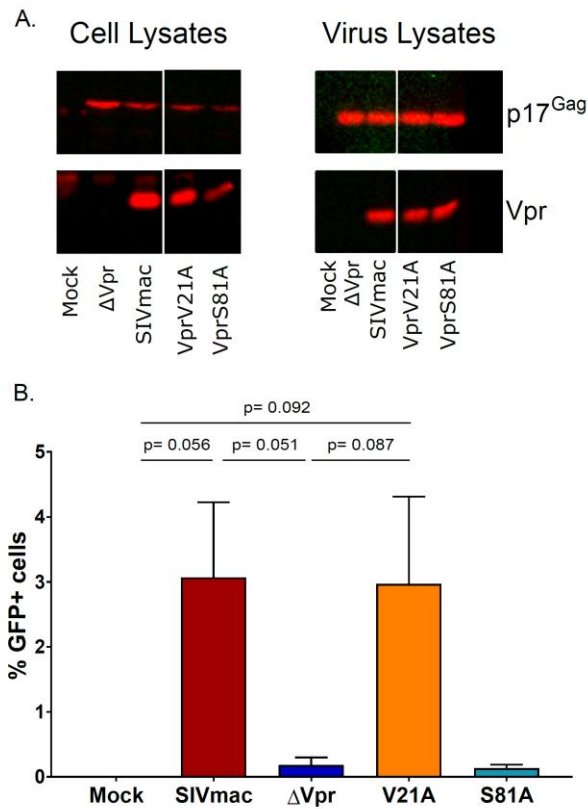 A.
Cell Lysates Virus Lysates
p17Gag
Vpr
Mock ΔVpr SIVmac VprV21A VprS81A Mock ΔVpr SIVmac VprV21A VprS81A
B.
p= 0.092
p= 0.056 p= 0.051 p= 0.087
% GFP+ cells
5
4
3
2
1
0
Mock SIVmac ΔVpr V21A S81A